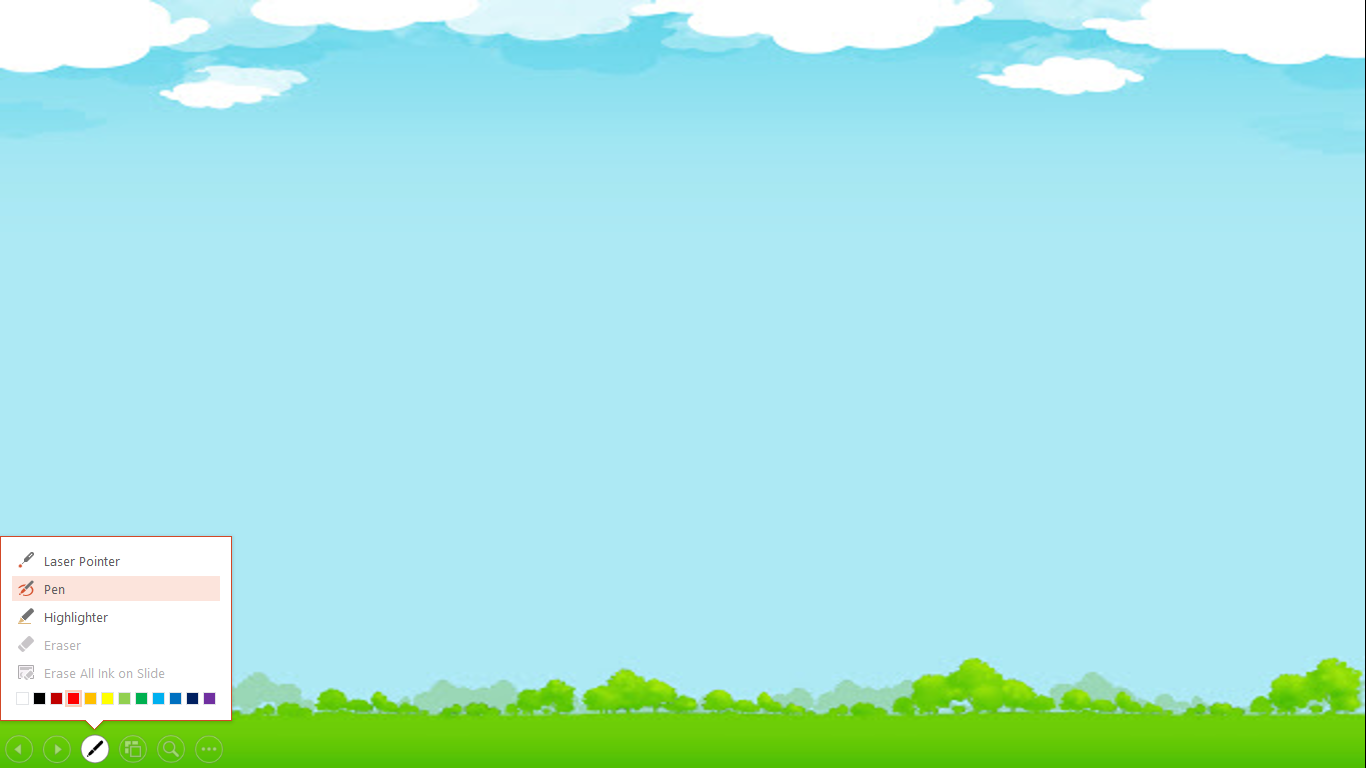 Laser Pointer
Pen
Highlighter
Eraser
Erase All Ink on Slide